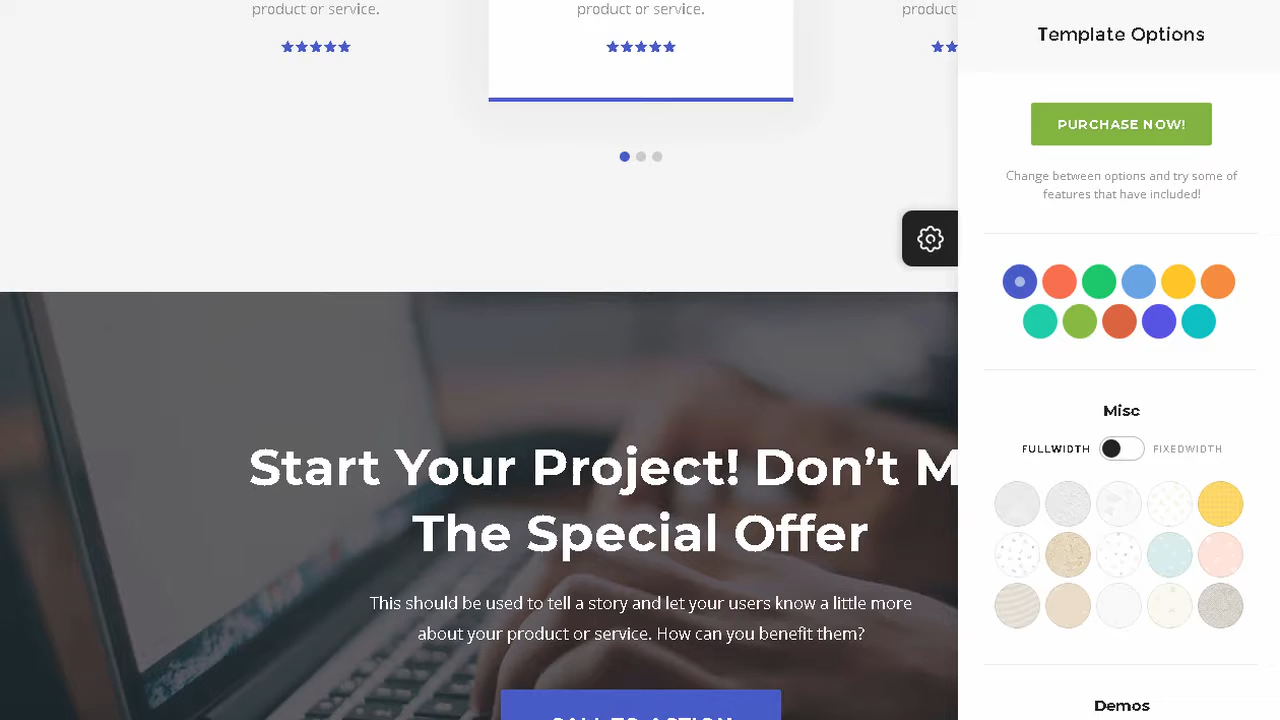 product or service.
product or service.
product
Template Options
PURCHASE NOW!
Change between options and try some of
features that have included!
Misc
FULLWIDTH
FIXEDWIDTH
Start Your Project! Don’t M
The Special Offer
This should be used to tell a story and let your users know a little more
about your product or service. How can you benefit them?
CALL TO ACTION
Demos